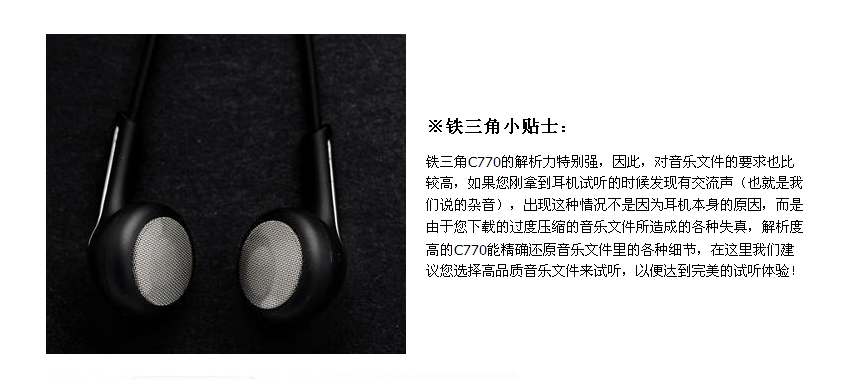 ※铁三角小贴士：
铁三角C770的解析力特别强，因此，对音乐文件的要求也比
较高，如果您刚拿到耳机试听的时候发现有交流声（也就是我
们说的杂音），出现这种情况不是因为耳机本身的原因，而是
由于您下载的过度压缩的音乐文件所造成的各种失真，解析度
高的C770能精确还原音乐文件里的各种细节，在这里我们建
议您选择高品质音乐文件来试听，以便达到完美的试听体验！